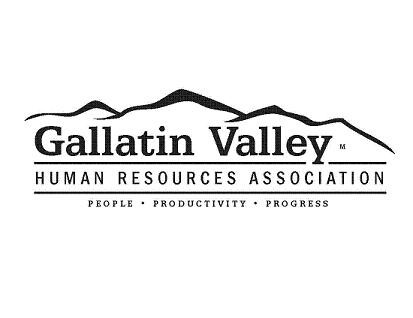 Gallatin Valley
HUMAN RESOURCES ASSOCIATION
PEOPLE • PRODUCTIVITY • PROGRESS